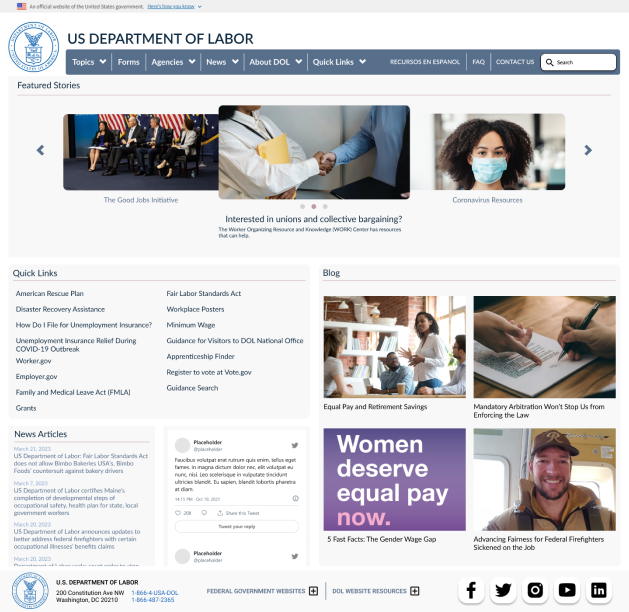 An official website of the United States government. Here's how you know
US DEPARTMENT OF LABOR
Topics
Forms
Agencies
News
About DOL
Quick Links
RECURSOS EN ESPANOL
FAQ
CONTACT US
Search
Featured Stories
The Good Jobs Initiative
Interested in unions and collective bargaining?
The Worker Organizing Resource and Knowledge (WORK) Center has resources
that can help.
Coronavirus Resources
Quick Links
American Rescue Plan
Disaster Recovery Assistance
How Do I File for Unemployment Insurance?
Unemployment Insurance Relief During
COVID-19 Outbreak
Worker.gov
Employer.gov
Family and Medical Leave Act (FMLA)
Grants
Fair Labor Standards Act
Workplace Posters
Minimum Wage
Guidance for Visitors to DOL National Office
Apprenticeship Finder
Register to vote at Vote.gov
Guidance Search
Blog
Equal Pay and Retirement Savings
Mandatory Arbitration Won't Stop Us from
Enforcing the Law
Women
deserve
equal pay
now.
5 Fast Facts: The Gender Wage Gap
Advancing Fairness for Federal Firefighters
Sickened on the Job
News Articles
March 21, 2023
US Department of Labor: Fair Labor Standards Act
does not allow Bimbo Bakeries USA's, Bimbo
Foods' countersuit against bakery drivers
March 7, 2023
US Department of Labor certifies Maine's
completion of developmental steps of
occupational safety, health plan for state, local
government workers
March 20, 2023
US Department of Labor announces updates to
better address federal firefighters with certain
occupational illnesses' benefits claims
March 20, 2023
Placeholder
@placeholder
Faucibus volutpat erat rutrum quis enim, tellus eget
fames. In magna dictum dolor nec, elit volutpat eu
nunc, nisi. Leo scelerisque in vulputate tincidunt
ultricies blandit. Eu sapien, blandit lobortis pharetra
at diam.
14:15 PM · Oct 19, 2021
208
Share this Tweet
Tweet your reply
Placeholder
@placeholder
U.S. DEPARTMENT OF LABOR
200 Constitution Ave NW
Washington, DC 20210
1-866-4-USA-DOL
1-866-487-2365
FEDERAL GOVERNMENT WEBSITES
DOL WEBSITE RESOURCES